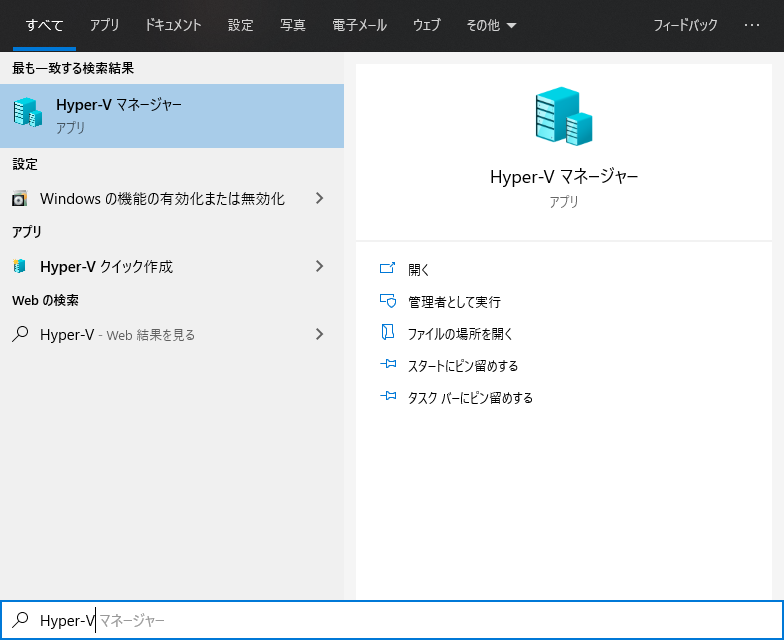 すべて アプリ ドキュメント 設定 写真 電子メール ウェブ その他 フィードバック ...
最も一致する検索結果
Hyper-V マネージャー
アプリ
設定
Windows の機能の有効化または無効化
アプリ
Hyper-V クイック作成
Web の検索
Hyper-V - Web 結果を見る
Hyper-V マネージャー
アプリ
開く
管理者として実行
ファイルの場所を開く
スタートにピン留めする
タスク バーにピン留めする
Hyper-V マネージャー